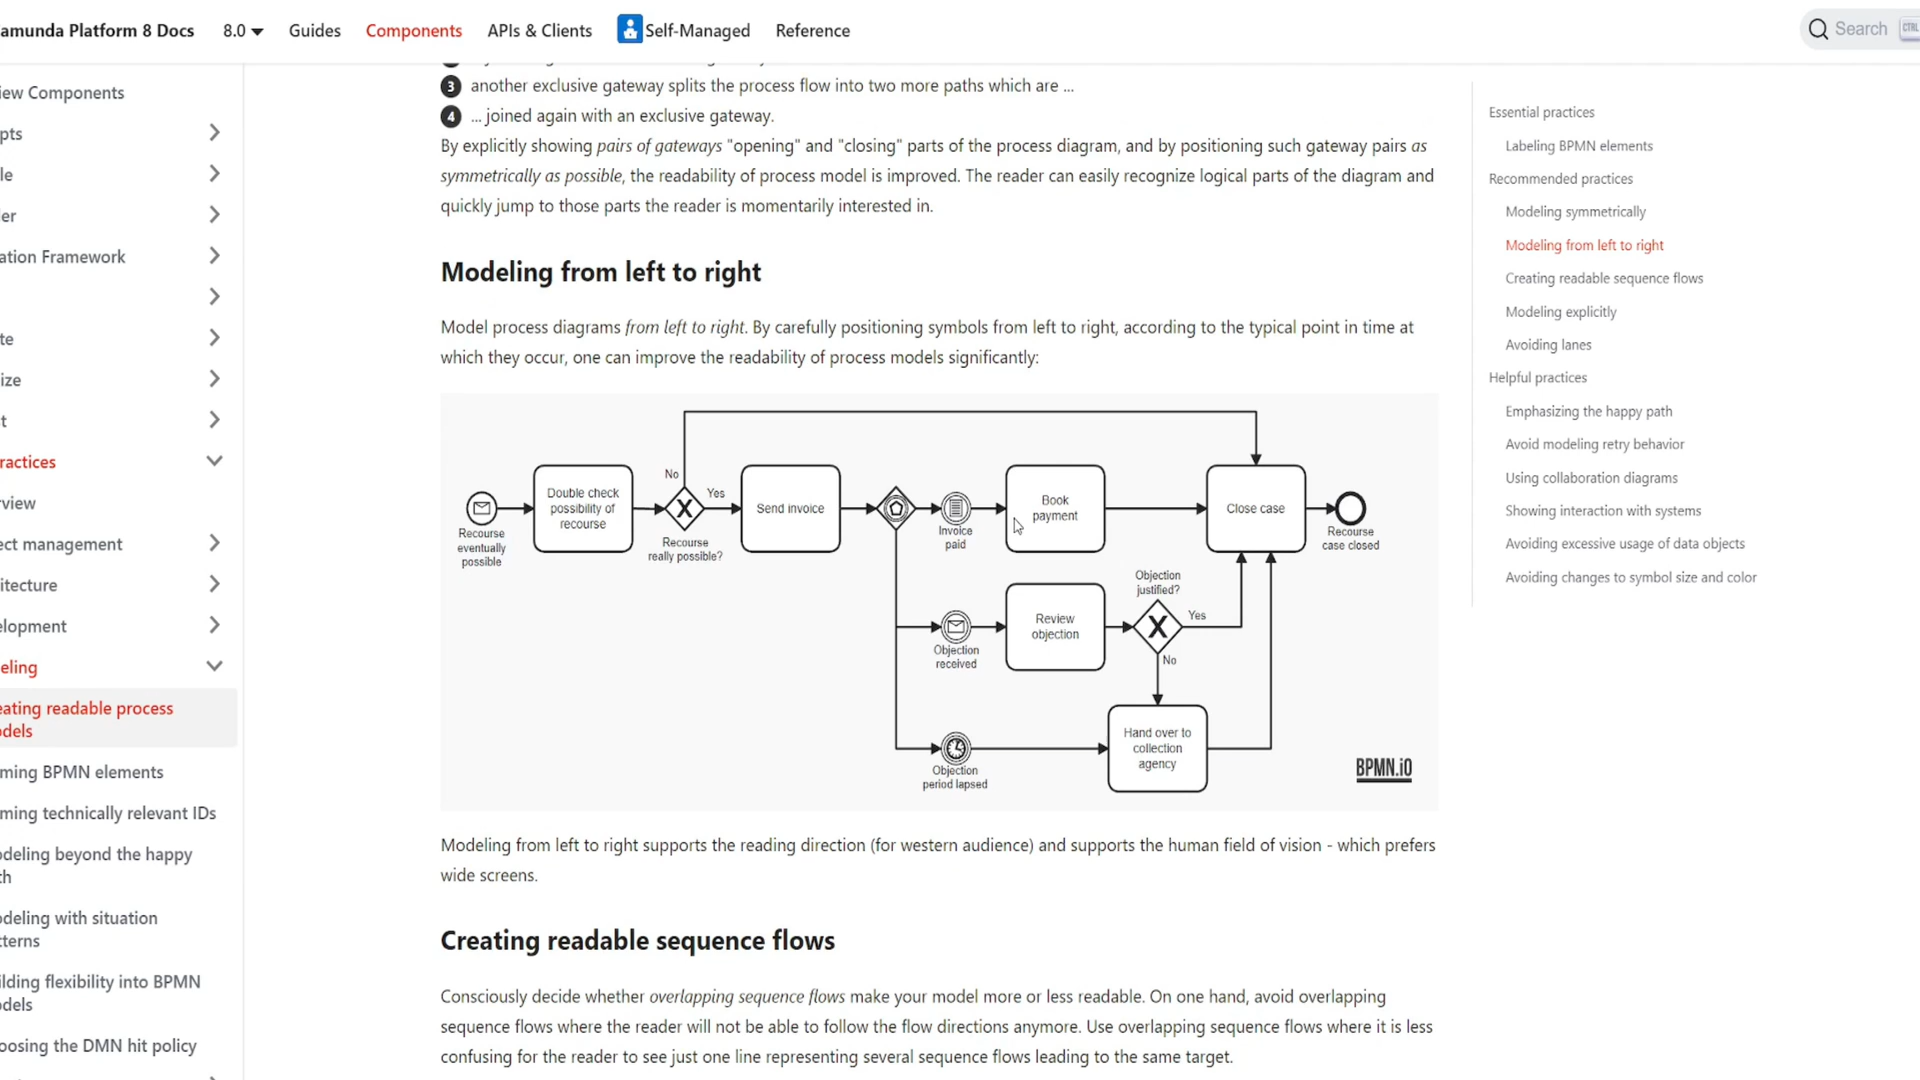 amunda Platform 8 Docs
8.0
Guides
Components
APIs & Clients
Self-Managed
Reference
Search
CTRL
iew Components
pts
le
er
ation Framework
te
ize
t
ractices
rview
ect management
itecture
elopment
eling
eating readable process
odels
ming BPMN elements
ming technically relevant IDs
odeling beyond the happy
th
odeling with situation
tterns
ilding flexibility into BPMN
odels
oosing the DMN hit policy
3 another exclusive gateway splits the process flow into two more paths which are ...
4 ... joined again with an exclusive gateway.
By explicitly showing pairs of gateways "opening" and "closing" parts of the process diagram, and by positioning such gateway pairs as
symmetrically as possible, the readability of process model is improved. The reader can easily recognize logical parts of the diagram and
quickly jump to those parts the reader is momentarily interested in.
Modeling from left to right
Model process diagrams from left to right. By carefully positioning symbols from left to right, according to the typical point in time at
which they occur, one can improve the readability of process models significantly:
Recourse
eventually
possible
Double check
possibility of
recourse
No
Yes
Recourse
really possible?
Send invoice
Invoice
paid
Book
payment
Close case
Recourse
case closed
Objection
received
Review
objection
Objection
justified?
Yes
No
Objection
period lapsed
Hand over to
collection
agency
BPMN.iO
Modeling from left to right supports the reading direction (for western audience) and supports the human field of vision - which prefers
wide screens.
Creating readable sequence flows
Consciously decide whether overlapping sequence flows make your model more or less readable. On one hand, avoid overlapping
sequence flows where the reader will not be able to follow the flow directions anymore. Use overlapping sequence flows where it is less
confusing for the reader to see just one line representing several sequence flows leading to the same target.
Essential practices
Labeling BPMN elements
Recommended practices
Modeling symmetrically
Modeling from left to right
Creating readable sequence flows
Modeling explicitly
Avoiding lanes
Helpful practices
Emphasizing the happy path
Avoid modeling retry behavior
Using collaboration diagrams
Showing interaction with systems
Avoiding excessive usage of data objects
Avoiding changes to symbol size and color